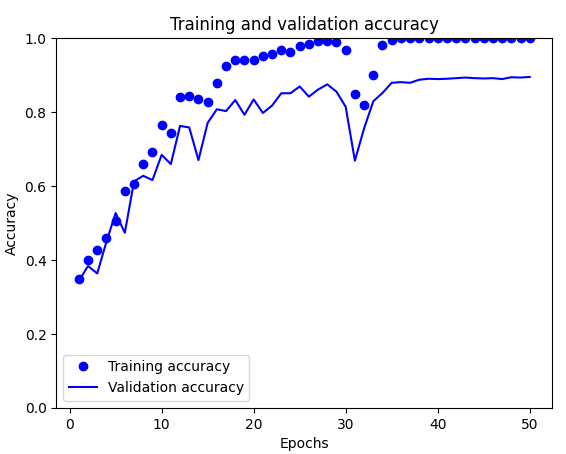 Training and validation accuracy
1.0
0.8
0.6
0.4
0.2
0.0
Accuracy
Training accuracy
Validation accuracy
0 10 20 30 40 50
Epochs